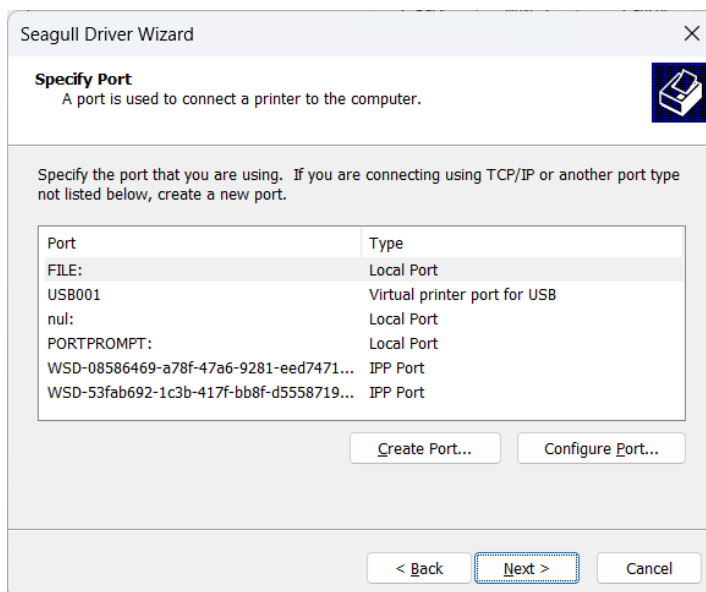 Seagull Driver Wizard
Specify Port
A port is used to connect a printer to the computer.
Specify the port that you are using.  If you are connecting using TCP/IP or another port type
not listed below, create a new port.
Port Type
FILE: Local Port
USB001 Virtual printer port for USB
nul: Local Port
PORTPROMPT: Local Port
WSD-08586469-a78f-47a6-9281-eed7471... IPP Port
WSD-53fab692-1c3b-417f-bb8f-d5558719... IPP Port
Create Port... Configure Port...
< Back Next > Cancel